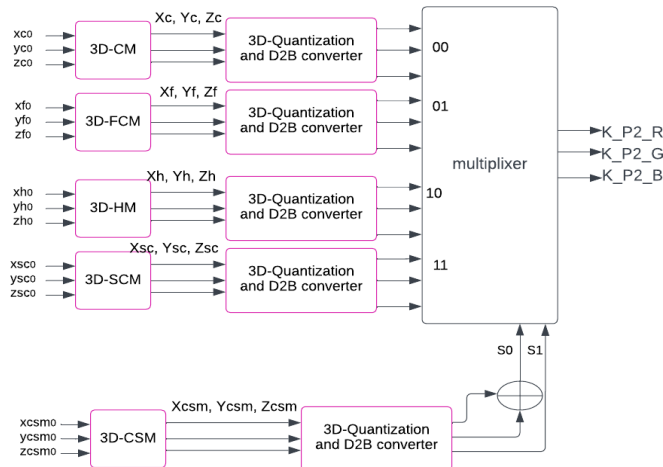 Xc, Yc, Zc
xc0
yc0
zc0
3D-CM
3D-Quantization
and D2B converter
00
Xf, Yf, Zf
xf0
yf0
zf0
3D-FCM
3D-Quantization
and D2B converter
01
multiplixer
K_P2_R
K_P2_G
K_P2_B
Xh, Yh, Zh
xh0
yh0
zh0
3D-HM
3D-Quantization
and D2B converter
10
Xsc, Ysc, Zsc
xsc0
ysc0
zsc0
3D-SCM
3D-Quantization
and D2B converter
11
S0 S1
Xcsm, Ycsm, Zcsm
xcsm0
ycsm0
zcsm0
3D-CSM
3D-Quantization
and D2B converter